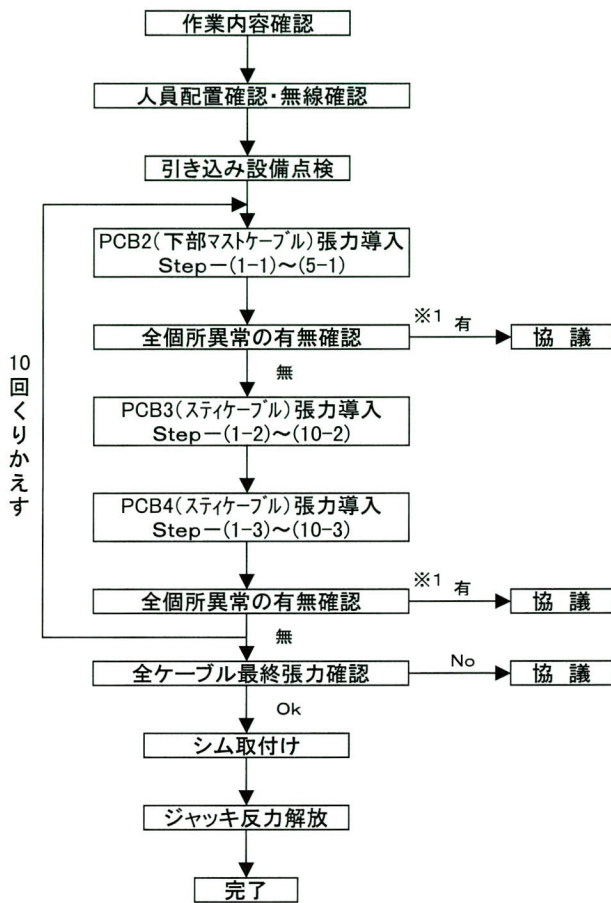 作業内容確認
人員配置確認・無線確認
引き込み設備点検
PCB2(下部マストケーブル)張力導入
Step－(1-1)～(5-1)
全個所異常の有無確認
※1 有
協 議
無
PCB3(スティケーブル)張力導入
Step－(1-2)～(10-2)
PCB4(スティケーブル)張力導入
Step－(1-3)～(10-3)
全個所異常の有無確認
※1 有
協 議
無
10回くりかえす
全ケーブル最終張力確認
No
協 議
Ok
シム取付け
ジャッキ反力解放
完了